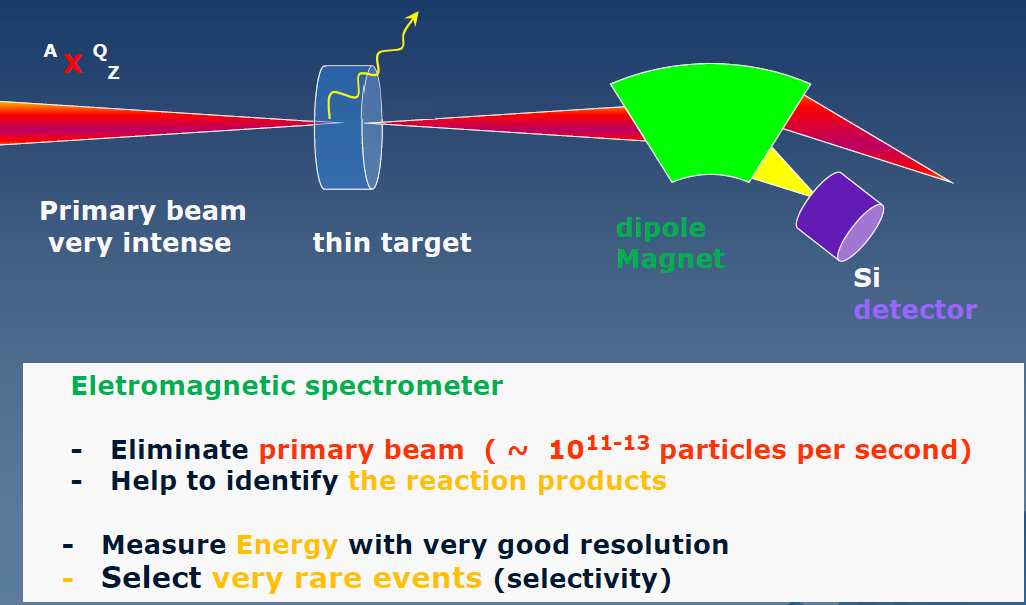 A X Q Z
Primary beam
very intense
thin target
dipole
Magnet
Si
detector
Eletromagnetic spectrometer
- Eliminate primary beam ( ~ 10¹¹⁻¹³ particles per second)
- Help to identify the reaction products
- Measure Energy with very good resolution
- Select very rare events (selectivity)